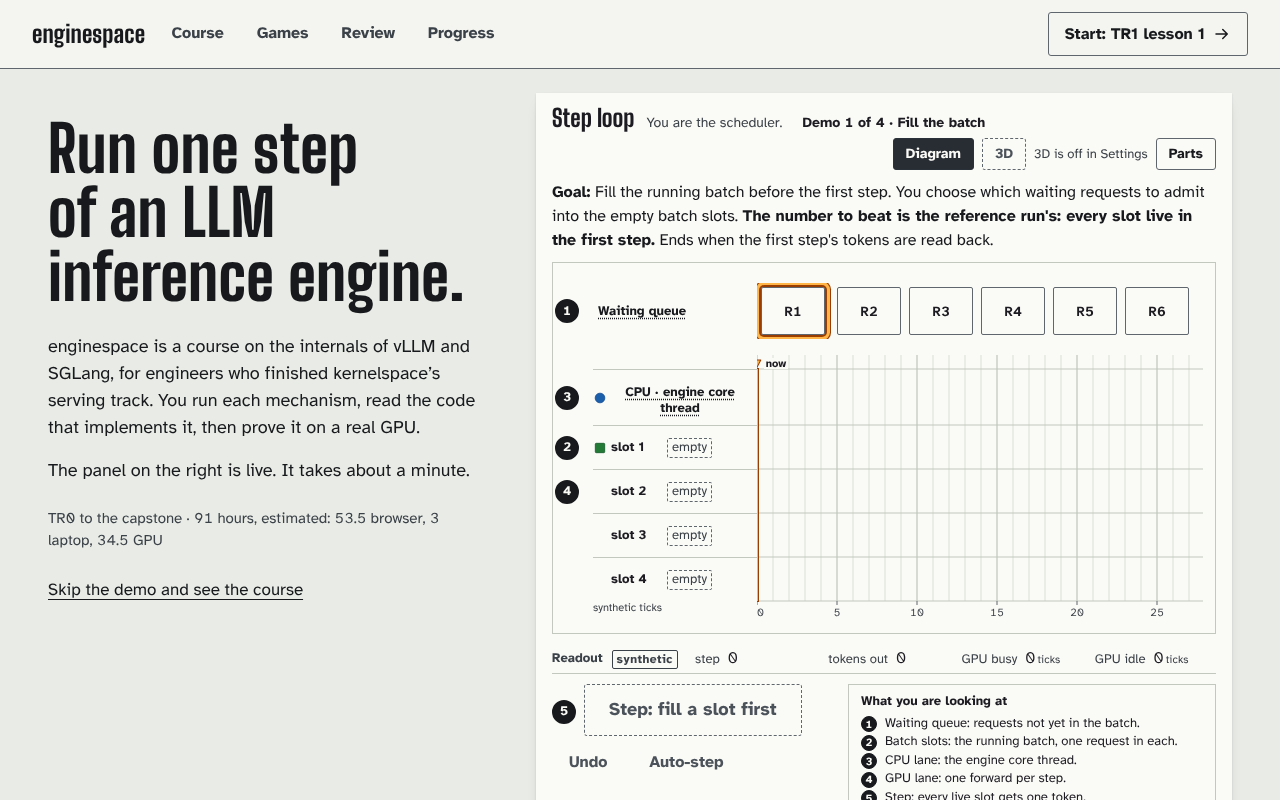 enginespace
Course
Games
Review
Progress
Start: TR1 lesson 1 →
Run one step
of an LLM
inference engine.
enginespace is a course on the internals of vLLM and
SGLang, for engineers who finished kernelspace’s
serving track. You run each mechanism, read the code
that implements it, then prove it on a real GPU.
The panel on the right is live. It takes about a minute.
TR0 to the capstone · 91 hours, estimated: 53.5 browser, 3
laptop, 34.5 GPU
Skip the demo and see the course
Step loop
You are the scheduler.
Demo 1 of 4 · Fill the batch
Diagram
3D
3D is off in Settings
Parts
Goal: Fill the running batch before the first step. You choose which waiting requests to admit
into the empty batch slots. The number to beat is the reference run's: every slot live in
the first step. Ends when the first step's tokens are read back.
1
Waiting queue
R1
R2
R3
R4
R5
R6
now
3
CPU · engine core
thread
2
slot 1
empty
4
slot 2
empty
slot 3
empty
slot 4
empty
synthetic ticks
0
5
10
15
20
25
Readout
synthetic
step 0
tokens out 0
GPU busy 0 ticks
GPU idle 0 ticks
5
Step: fill a slot first
Undo
Auto-step
What you are looking at
1 Waiting queue: requests not yet in the batch.
2 Batch slots: the running batch, one request in each.
3 CPU lane: the engine core thread.
4 GPU lane: one forward per step.
5 Step: every live slot gets one token.